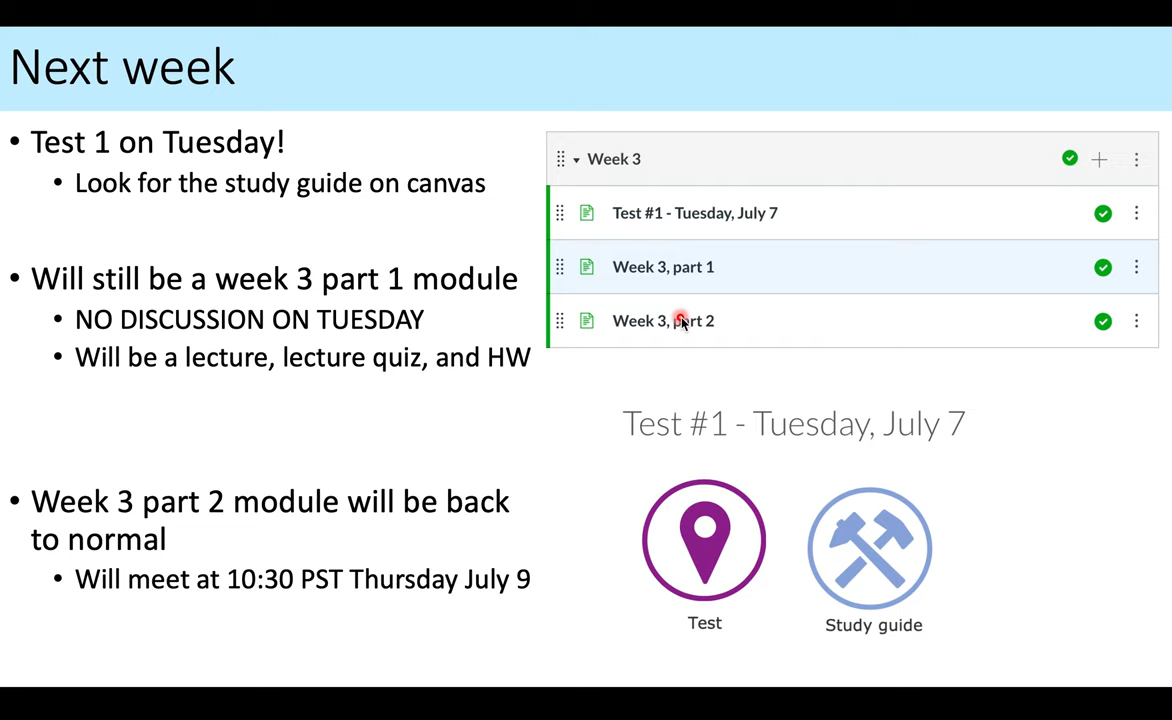 Next week
• Test 1 on Tuesday!
• Look for the study guide on canvas
• Will still be a week 3 part 1 module
• NO DISCUSSION ON TUESDAY
• Will be a lecture, lecture quiz, and HW
• Week 3 part 2 module will be back
to normal
• Will meet at 10:30 PST Thursday July 9
Week 3
Test #1 - Tuesday, July 7
Week 3, part 1
Week 3, part 2
Test #1 - Tuesday, July 7
Test
Study guide